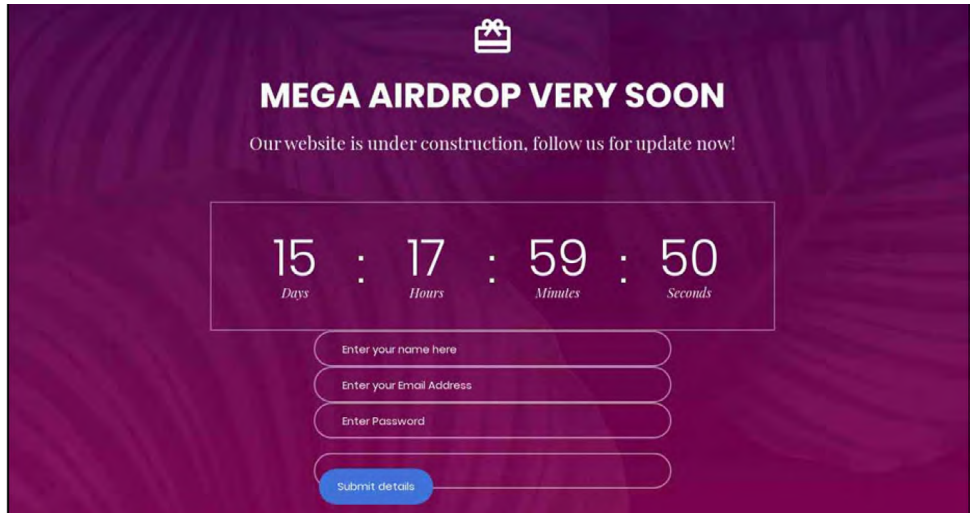 MEGA AIRDROP VERY SOON
Our website is under construction, follow us for update now!
15 : 17 : 59 : 50
Days Hours Minutes Seconds
Enter your name here
Enter your Email Address
Enter Password
Submit details